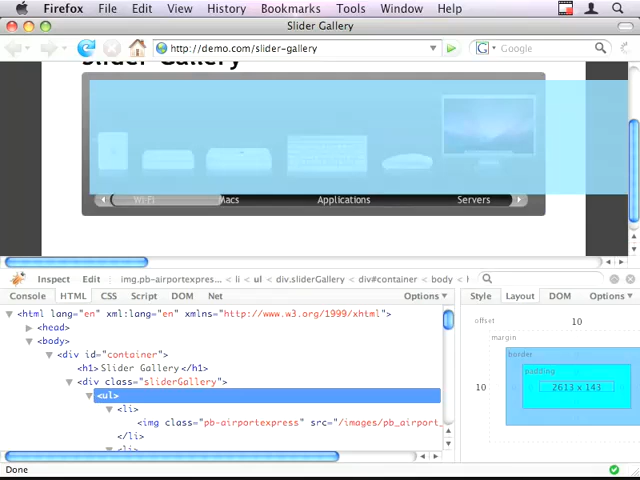 Firefox File Edit View History Bookmarks Tools Window Help
Slider Gallery
http://demo.com/slider-gallery
Google
Slider Gallery
Wi-Fi Macs Applications Servers
Inspect Edit img.pb-airportexpres... < li < ul < div.sliderGallery < div#container < body <
Console HTML CSS Script DOM Net Options
Style Layout DOM Options
<html lang="en" xml:lang="en" xmlns="http://www.w3.org/1999/xhtml">
<head>
<body>
<div id="container">
<h1>Slider Gallery</h1>
<div class="sliderGallery">
<ul>
<li>
<img class="pb-airportexpress" src="/images/pb_airport_
</li>
<li>
offset 10
margin
border
padding
10 2613 x 143
Done